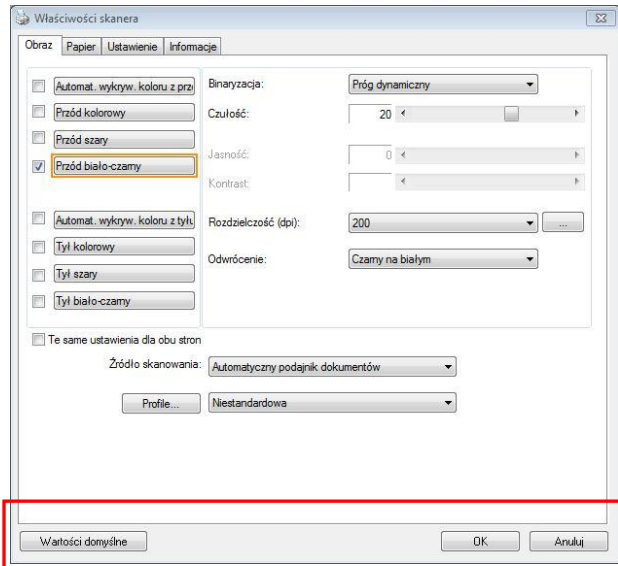 Właściwości skanera
Obraz Papier Ustawienie Informacje
Automat. wykryw. koloru z prz
Przód kolorowy
Przód szary
Przód biało-czarny
Automat. wykryw. koloru z tyłu
Tył kolorowy
Tył szary
Tył biało-czarny
Binaryzacja: Próg dynamiczny
Czułość: 20
Jasność: 0
Kontrast:
Rozdzielczość (dpi): 200 ...
Odwrócenie: Czarny na białym
Te same ustawienia dla obu stron
Źródło skanowania: Automatyczny podajnik dokumentów
Profile... Niestandardowa
Wartości domyślne OK Anuluj